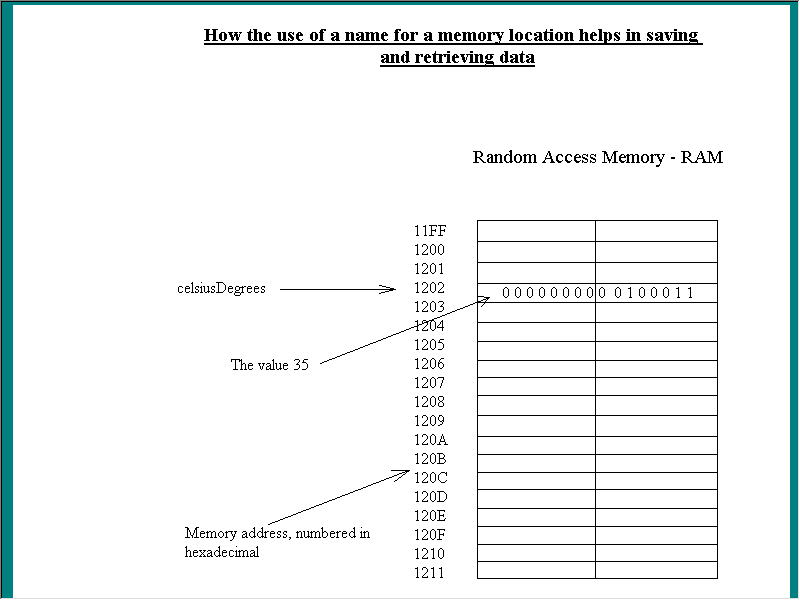 How the use of a name for a memory location helps in saving
and retrieving data
Random Access Memory - RAM
11FF
1200
1201
celsiusDegrees
1202
0 0 0 0 0 0 0 0 0 0 1 0 0 0 1 1
1203
1204
1205
The value 35
1206
1207
1208
1209
120A
120B
120C
120D
120E
Memory address, numbered in
hexadecimal
120F
1210
1211